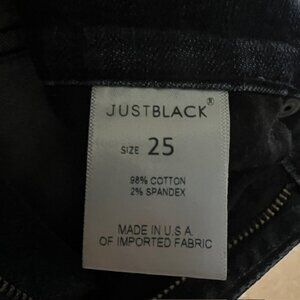 JUSTBLACK®
SIZE 25
98% COTTON
2% SPANDEX
MADE IN U.S.A
OF IMPORTED FABRIC